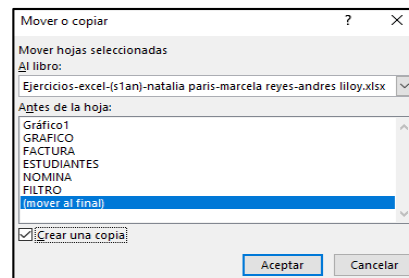 Mover o copiar ? ×
Mover hojas seleccionadas
Al libro:
Ejercicios-excel-(s1an)-natalia paris-marcela reyes-andres liloy.xlsx
Antes de la hoja:
Gráfico1
GRAFICO
FACTURA
ESTUDIANTES
NOMINA
FILTRO
(mover al final)
Crear una copia
Aceptar Cancelar